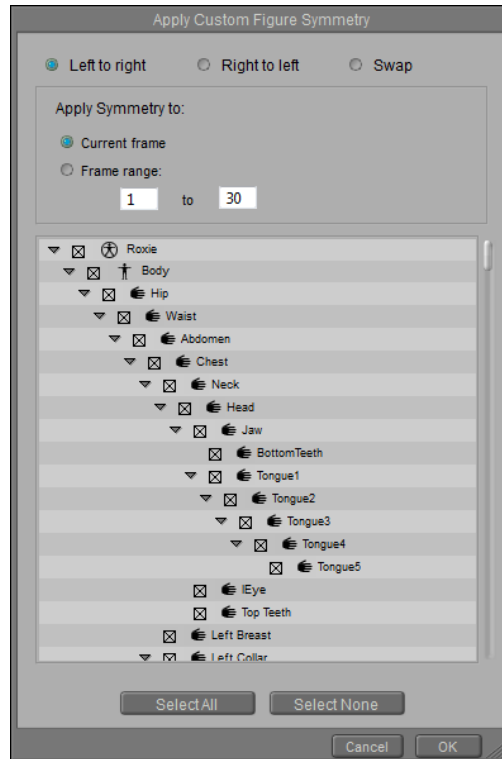 Apply Custom Figure Symmetry
Left to right Right to left Swap
Apply Symmetry to:
Current frame
Frame range:
1 to 30
Roxie
Body
Hip
Waist
Abdomen
Chest
Neck
Head
Jaw
BottomTeeth
Tongue1
Tongue2
Tongue3
Tongue4
Tongue5
lEye
Top Teeth
Left Breast
Left Collar
Select All Select None
Cancel OK